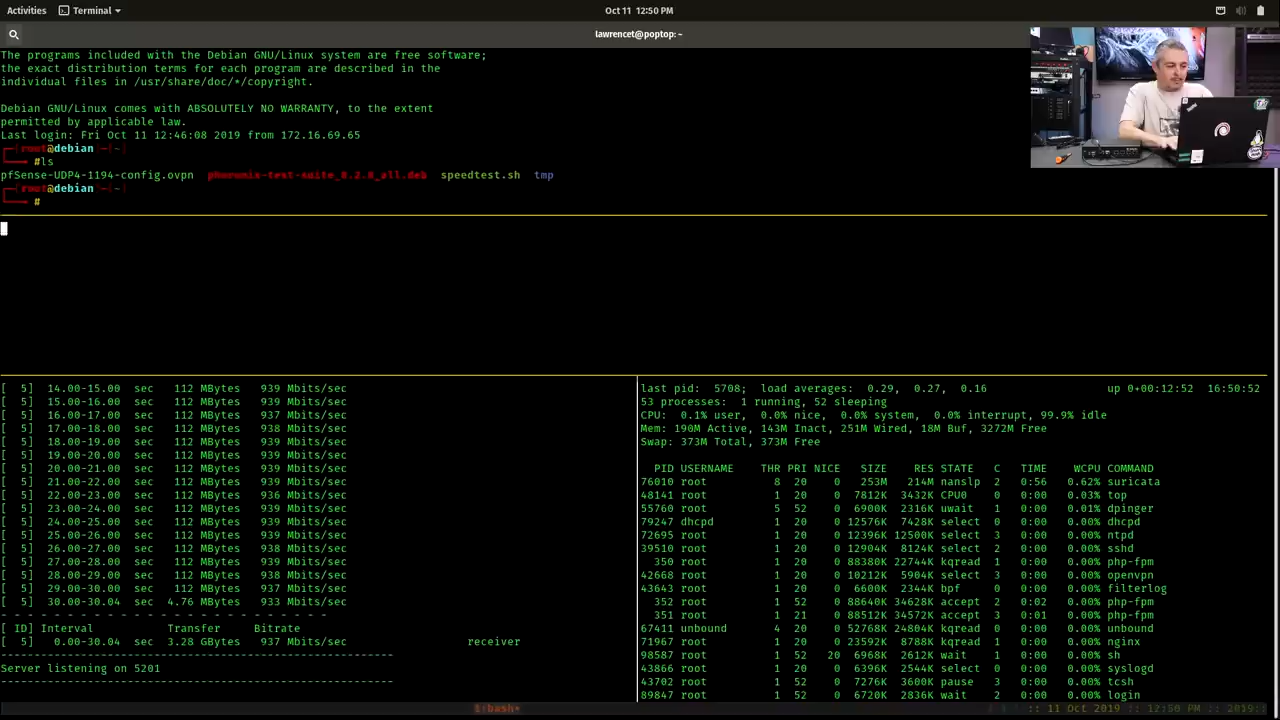 Activities Terminal Oct 11 12:50 PM
lawrencet@poptop:~
The programs included with the Debian GNU/Linux system are free software;
the exact distribution terms for each program are described in the
individual files in /usr/share/doc/*/copyright.
Debian GNU/Linux comes with ABSOLUTELY NO WARRANTY, to the extent
permitted by applicable law.
Last login: Fri Oct 11 12:46:08 2019 from 172.16.69.65
[root@debian]-[~]
#ls
pfSense-UDP4-1194-config.ovpn phoronix-test-suite_8.2.0_all.deb speedtest.sh tmp
[root@debian]-[~]
#
[ 5] 14.00-15.00 sec 112 MBytes 939 Mbits/sec
[ 5] 15.00-16.00 sec 112 MBytes 939 Mbits/sec
[ 5] 16.00-17.00 sec 112 MBytes 937 Mbits/sec
[ 5] 17.00-18.00 sec 112 MBytes 938 Mbits/sec
[ 5] 18.00-19.00 sec 112 MBytes 939 Mbits/sec
[ 5] 19.00-20.00 sec 112 MBytes 939 Mbits/sec
[ 5] 20.00-21.00 sec 112 MBytes 939 Mbits/sec
[ 5] 21.00-22.00 sec 112 MBytes 939 Mbits/sec
[ 5] 22.00-23.00 sec 112 MBytes 936 Mbits/sec
[ 5] 23.00-24.00 sec 112 MBytes 939 Mbits/sec
[ 5] 24.00-25.00 sec 112 MBytes 939 Mbits/sec
[ 5] 25.00-26.00 sec 112 MBytes 939 Mbits/sec
[ 5] 26.00-27.00 sec 112 MBytes 938 Mbits/sec
[ 5] 27.00-28.00 sec 112 MBytes 939 Mbits/sec
[ 5] 28.00-29.00 sec 112 MBytes 938 Mbits/sec
[ 5] 29.00-30.00 sec 112 MBytes 937 Mbits/sec
[ 5] 30.00-30.04 sec 4.76 MBytes 933 Mbits/sec
- - - - - - - - - - - - - - - - - - - - - - - - -
[ ID] Interval Transfer Bitrate
[ 5] 0.00-30.04 sec 3.28 GBytes 937 Mbits/sec receiver
-----------------------------------------------------------
Server listening on 5201
-----------------------------------------------------------
last pid: 5708; load averages: 0.29, 0.27, 0.16 up 0+00:12:52 16:50:52
53 processes: 1 running, 52 sleeping
CPU: 0.1% user, 0.0% nice, 0.0% system, 0.0% interrupt, 99.9% idle
Mem: 190M Active, 143M Inact, 251M Wired, 18M Buf, 3272M Free
Swap: 373M Total, 373M Free
PID USERNAME THR PRI NICE SIZE RES STATE C TIME WCPU COMMAND
76010 root 8 20 0 253M 214M nanslp 2 0:56 0.62% suricata
48141 root 1 20 0 7812K 3432K CPU0 0 0:00 0.03% top
55760 root 5 52 0 6900K 2316K uwait 1 0:00 0.01% dpinger
79247 dhcpd 1 20 0 12576K 7428K select 0 0:00 0.00% dhcpd
72695 root 1 20 0 12396K 12500K select 3 0:00 0.00% ntpd
39510 root 1 20 0 12904K 8124K select 2 0:00 0.00% sshd
350 root 1 20 0 88380K 22744K kqread 1 0:00 0.00% php-fpm
42668 root 1 20 0 10212K 5904K select 3 0:00 0.00% openvpn
43643 root 1 20 0 6600K 2344K bpf 0 0:00 0.00% filterlog
352 root 1 52 0 88640K 34628K accept 2 0:02 0.00% php-fpm
351 root 1 21 0 88512K 34572K accept 3 0:01 0.00% php-fpm
67411 unbound 4 20 0 52768K 24804K kqread 0 0:00 0.00% unbound
71967 root 1 20 0 23592K 8788K kqread 1 0:00 0.00% nginx
98587 root 1 52 20 6968K 2612K wait 1 0:00 0.00% sh
43866 root 1 20 0 6396K 2544K select 0 0:00 0.00% syslogd
43702 root 1 52 0 7276K 3600K pause 3 0:00 0.00% tcsh
89847 root 1 52 0 6720K 2836K wait 2 0:00 0.00% login
1:bash* :: 11 Oct 2019 :: 12:50 PM :: 2019::